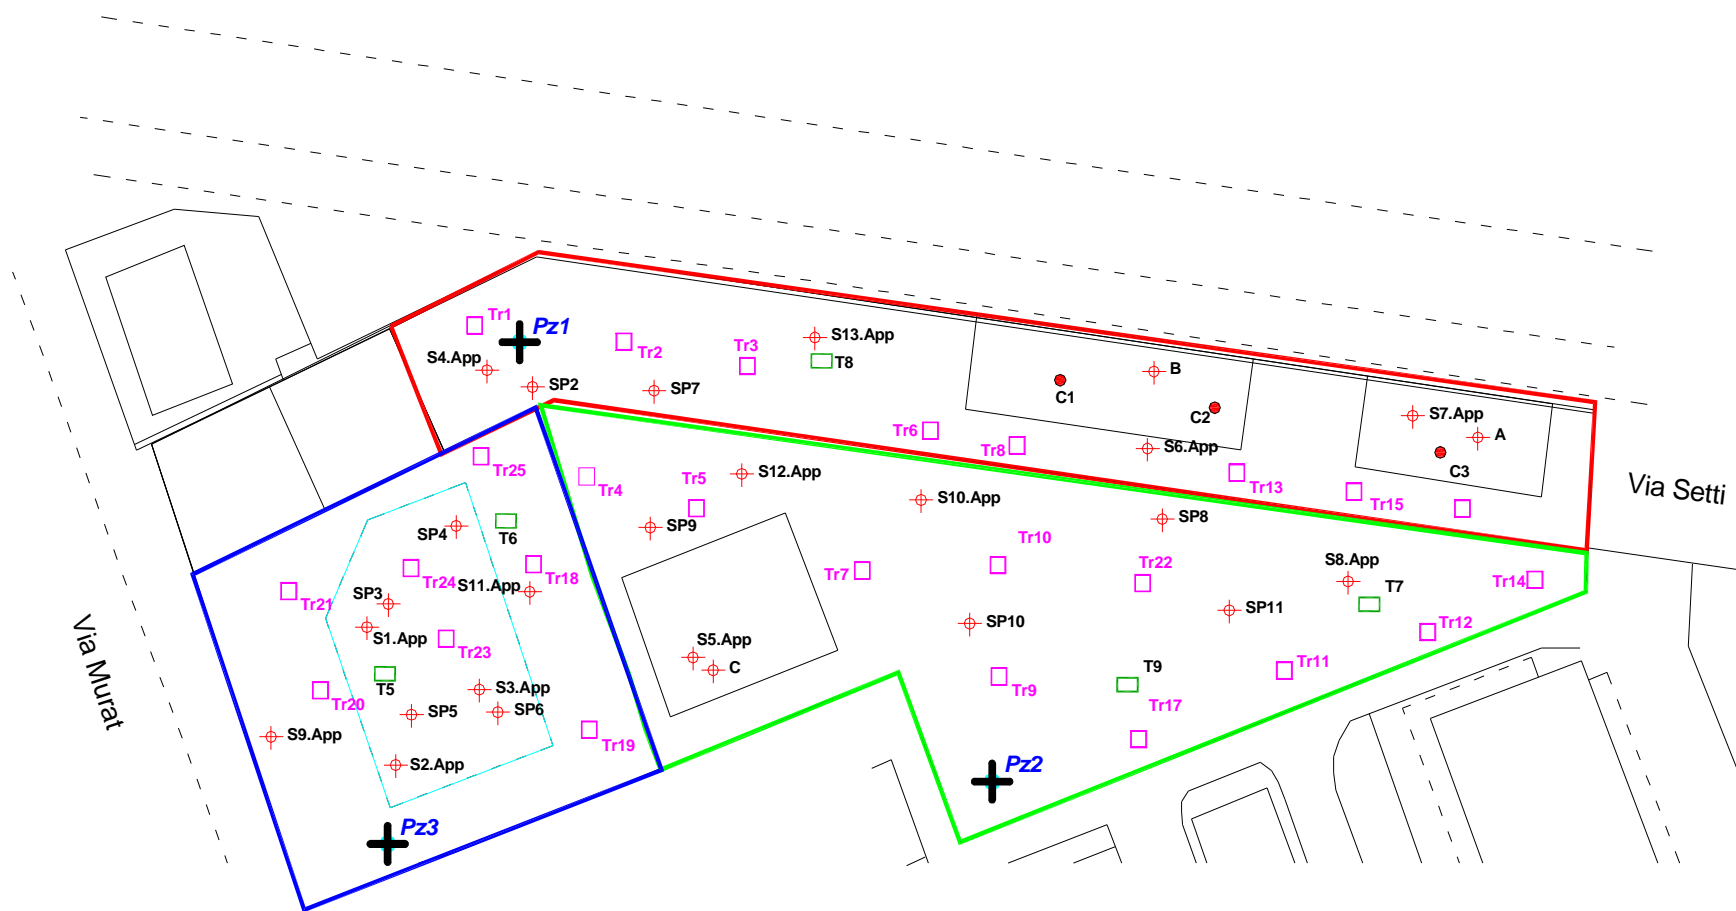 Tr1
Pz1
S13.App
Tr2
Tr3
T8
S4.App
SP2
SP7
B
C1
C2
S7.App
A
C3
Tr6
Tr8
S6.App
Tr13
Tr15
Via Setti
Tr25
Tr4
Tr5
S12.App
S10.App
SP9
SP8
SP4
T6
Tr10
Tr22
S8.App
T7
Tr14
Tr24
Tr18
S11.App
Tr7
Tr21
SP3
S1.App
Tr23
SP10
SP11
Tr12
Via Murat
S5.App
C
T9
Tr11
Tr9
Tr17
T5
Tr20
S3.App
SP5
SP6
S9.App
Tr19
S2.App
Pz2
Pz3